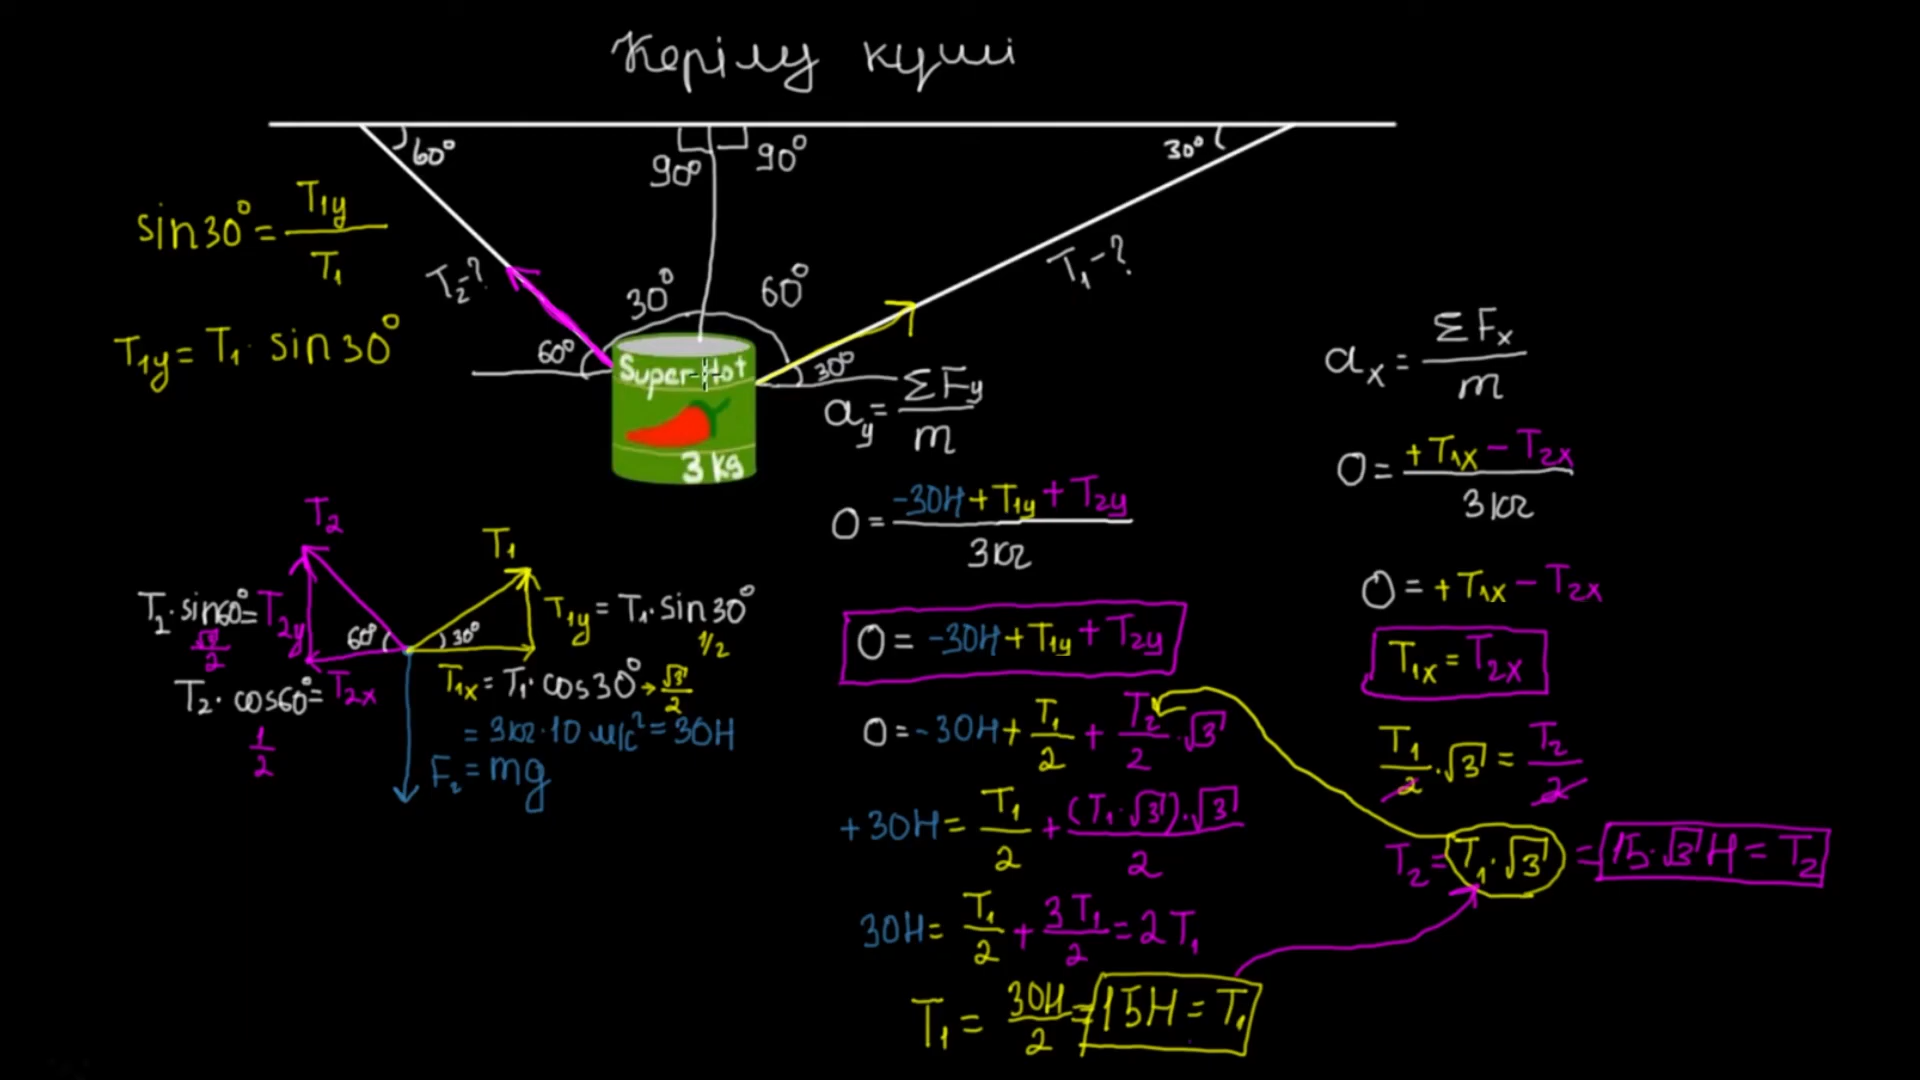 Керілу күші
60° 90° 90° 30°
sin30° = T₁y / T₁
T₂-? 30° 60° T₁-?
T₁y = T₁ · sin30°
60° 30°
Super-Hot
3 kg
a_y = ΣFy / m
0 = -30Н + T₁y + T₂y / 3кг
0 = -30Н + T₁y + T₂y
0 = -30Н + T₁/2 + T₂/2 · √3
+30Н = T₁/2 + (T₁·√3)·√3 / 2
30Н = T₁/2 + 3T₁/2 = 2T₁
T₁ = 30Н/2 = 15Н = T₁
a_x = ΣFx / m
0 = +T₁x - T₂x / 3кг
0 = +T₁x - T₂x
T₁x = T₂x
T₁/2 · √3 = T₂/2
T₂ = T₁·√3 = 15·√3 Н = T₂
T₂ T₁
T₂·sin60° = T₂y 60° 30° T₁y = T₁·sin30°
√3/2 1/2
T₂·cos60° = T₂x T₁x = T₁·cos30° → √3/2
1/2 = 3кг·10 м/с² = 30Н
F₂ = mg